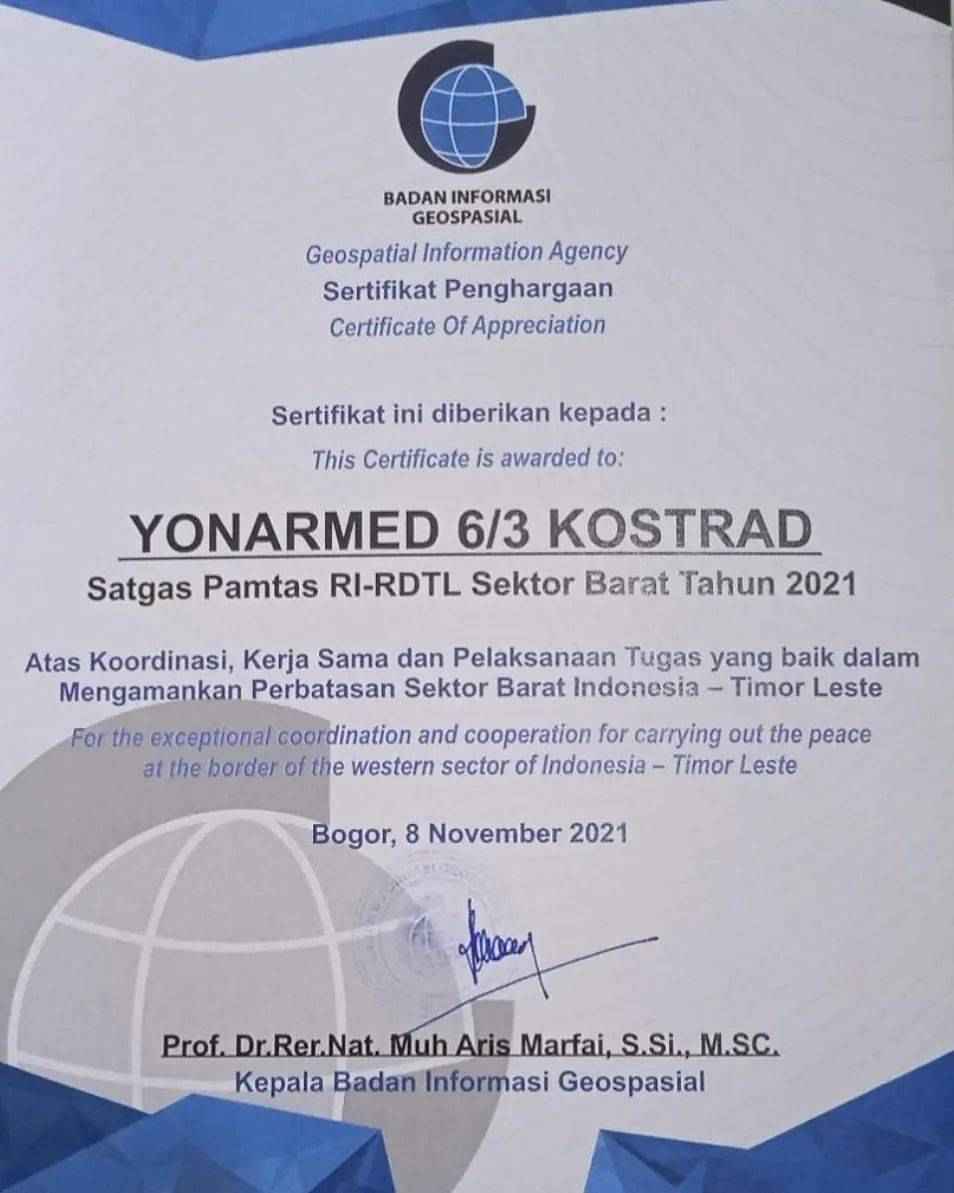 BADAN INFORMASI
GEOSPASIAL
Geospatial Information Agency
Sertifikat Penghargaan
Certificate Of Appreciation
Sertifikat ini diberikan kepada :
This Certificate is awarded to:
YONARMED 6/3 KOSTRAD
Satgas Pamtas RI-RDTL Sektor Barat Tahun 2021
Atas Koordinasi, Kerja Sama dan Pelaksanaan Tugas yang baik dalam
Mengamankan Perbatasan Sektor Barat Indonesia – Timor Leste
For the exceptional coordination and cooperation for carrying out the peace
at the border of the western sector of Indonesia – Timor Leste
Bogor, 8 November 2021
Prof. Dr.Rer.Nat. Muh Aris Marfai, S.Si., M.SC.
Kepala Badan Informasi Geospasial